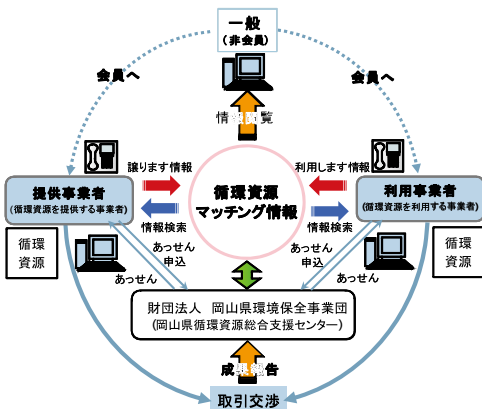 一般
(非会員)
会員へ
会員へ
情報閲覧
譲ります情報
利用します情報
循環資源
マッチング情報
提供事業者
(循環資源を提供する事業者)
利用事業者
(循環資源を利用する事業者)
情報検索
情報検索
循環
資源
循環
資源
あっせん
申込
あっせん
申込
あっせん
あっせん
財団法人 岡山県環境保全事業団
(岡山県循環資源総合支援センター)
成果報告
取引交渉